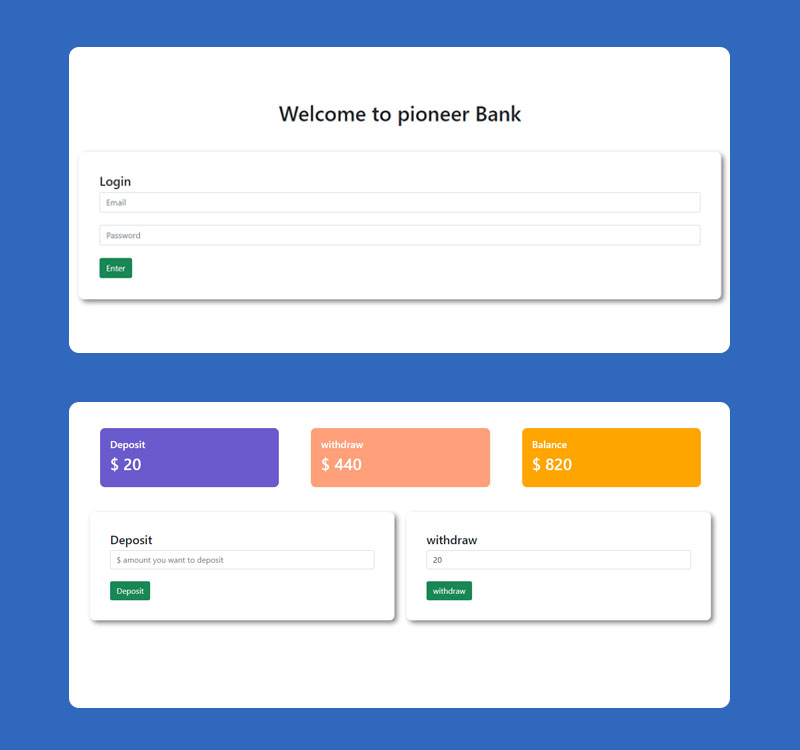 Welcome to pioneer Bank
Login
Email
Password
Enter
Deposit
$ 20
withdraw
$ 440
Balance
$ 820
Deposit
$ amount you want to deposit
Deposit
withdraw
20
withdraw